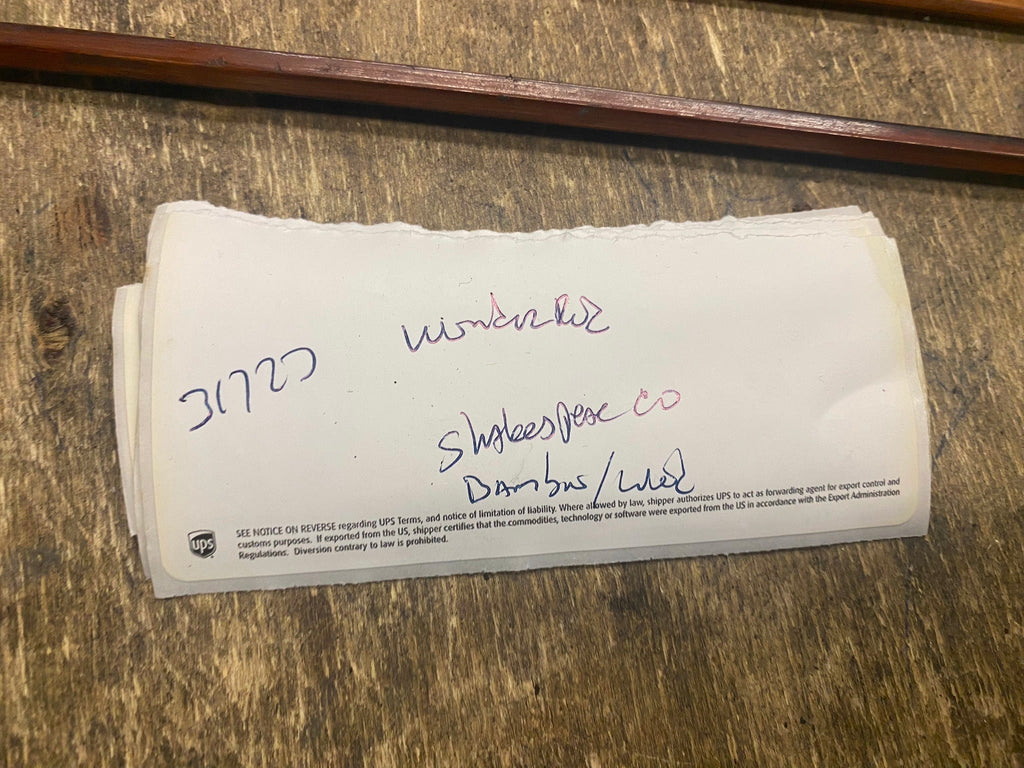 WonderRod
31723
Shakespeare CO
Bambus/
ups
SEE NOTICE ON REVERSE regarding UPS Terms, and notice of limitation of liability. Where allowed by law, shipper authorizes UPS to act as forwarding agent for export control and
customs purposes. If exported from the US, shipper certifies that the commodities, technology or software were exported from the US in accordance with the Export Administration
Regulations. Diversion contrary to law is prohibited.